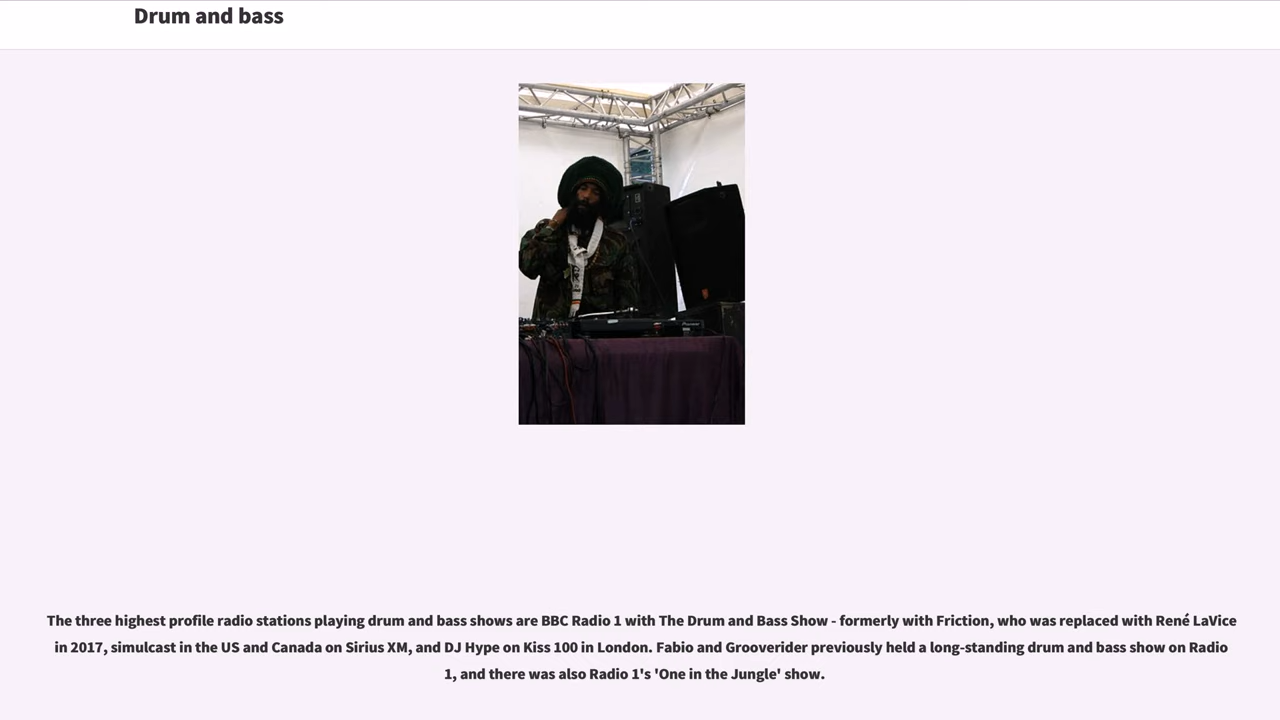 Drum and bass
The three highest profile radio stations playing drum and bass shows are BBC Radio 1 with The Drum and Bass Show - formerly with Friction, who was replaced with René LaVice
in 2017, simulcast in the US and Canada on Sirius XM, and DJ Hype on Kiss 100 in London. Fabio and Grooverider previously held a long-standing drum and bass show on Radio
1, and there was also Radio 1's 'One in the Jungle' show.